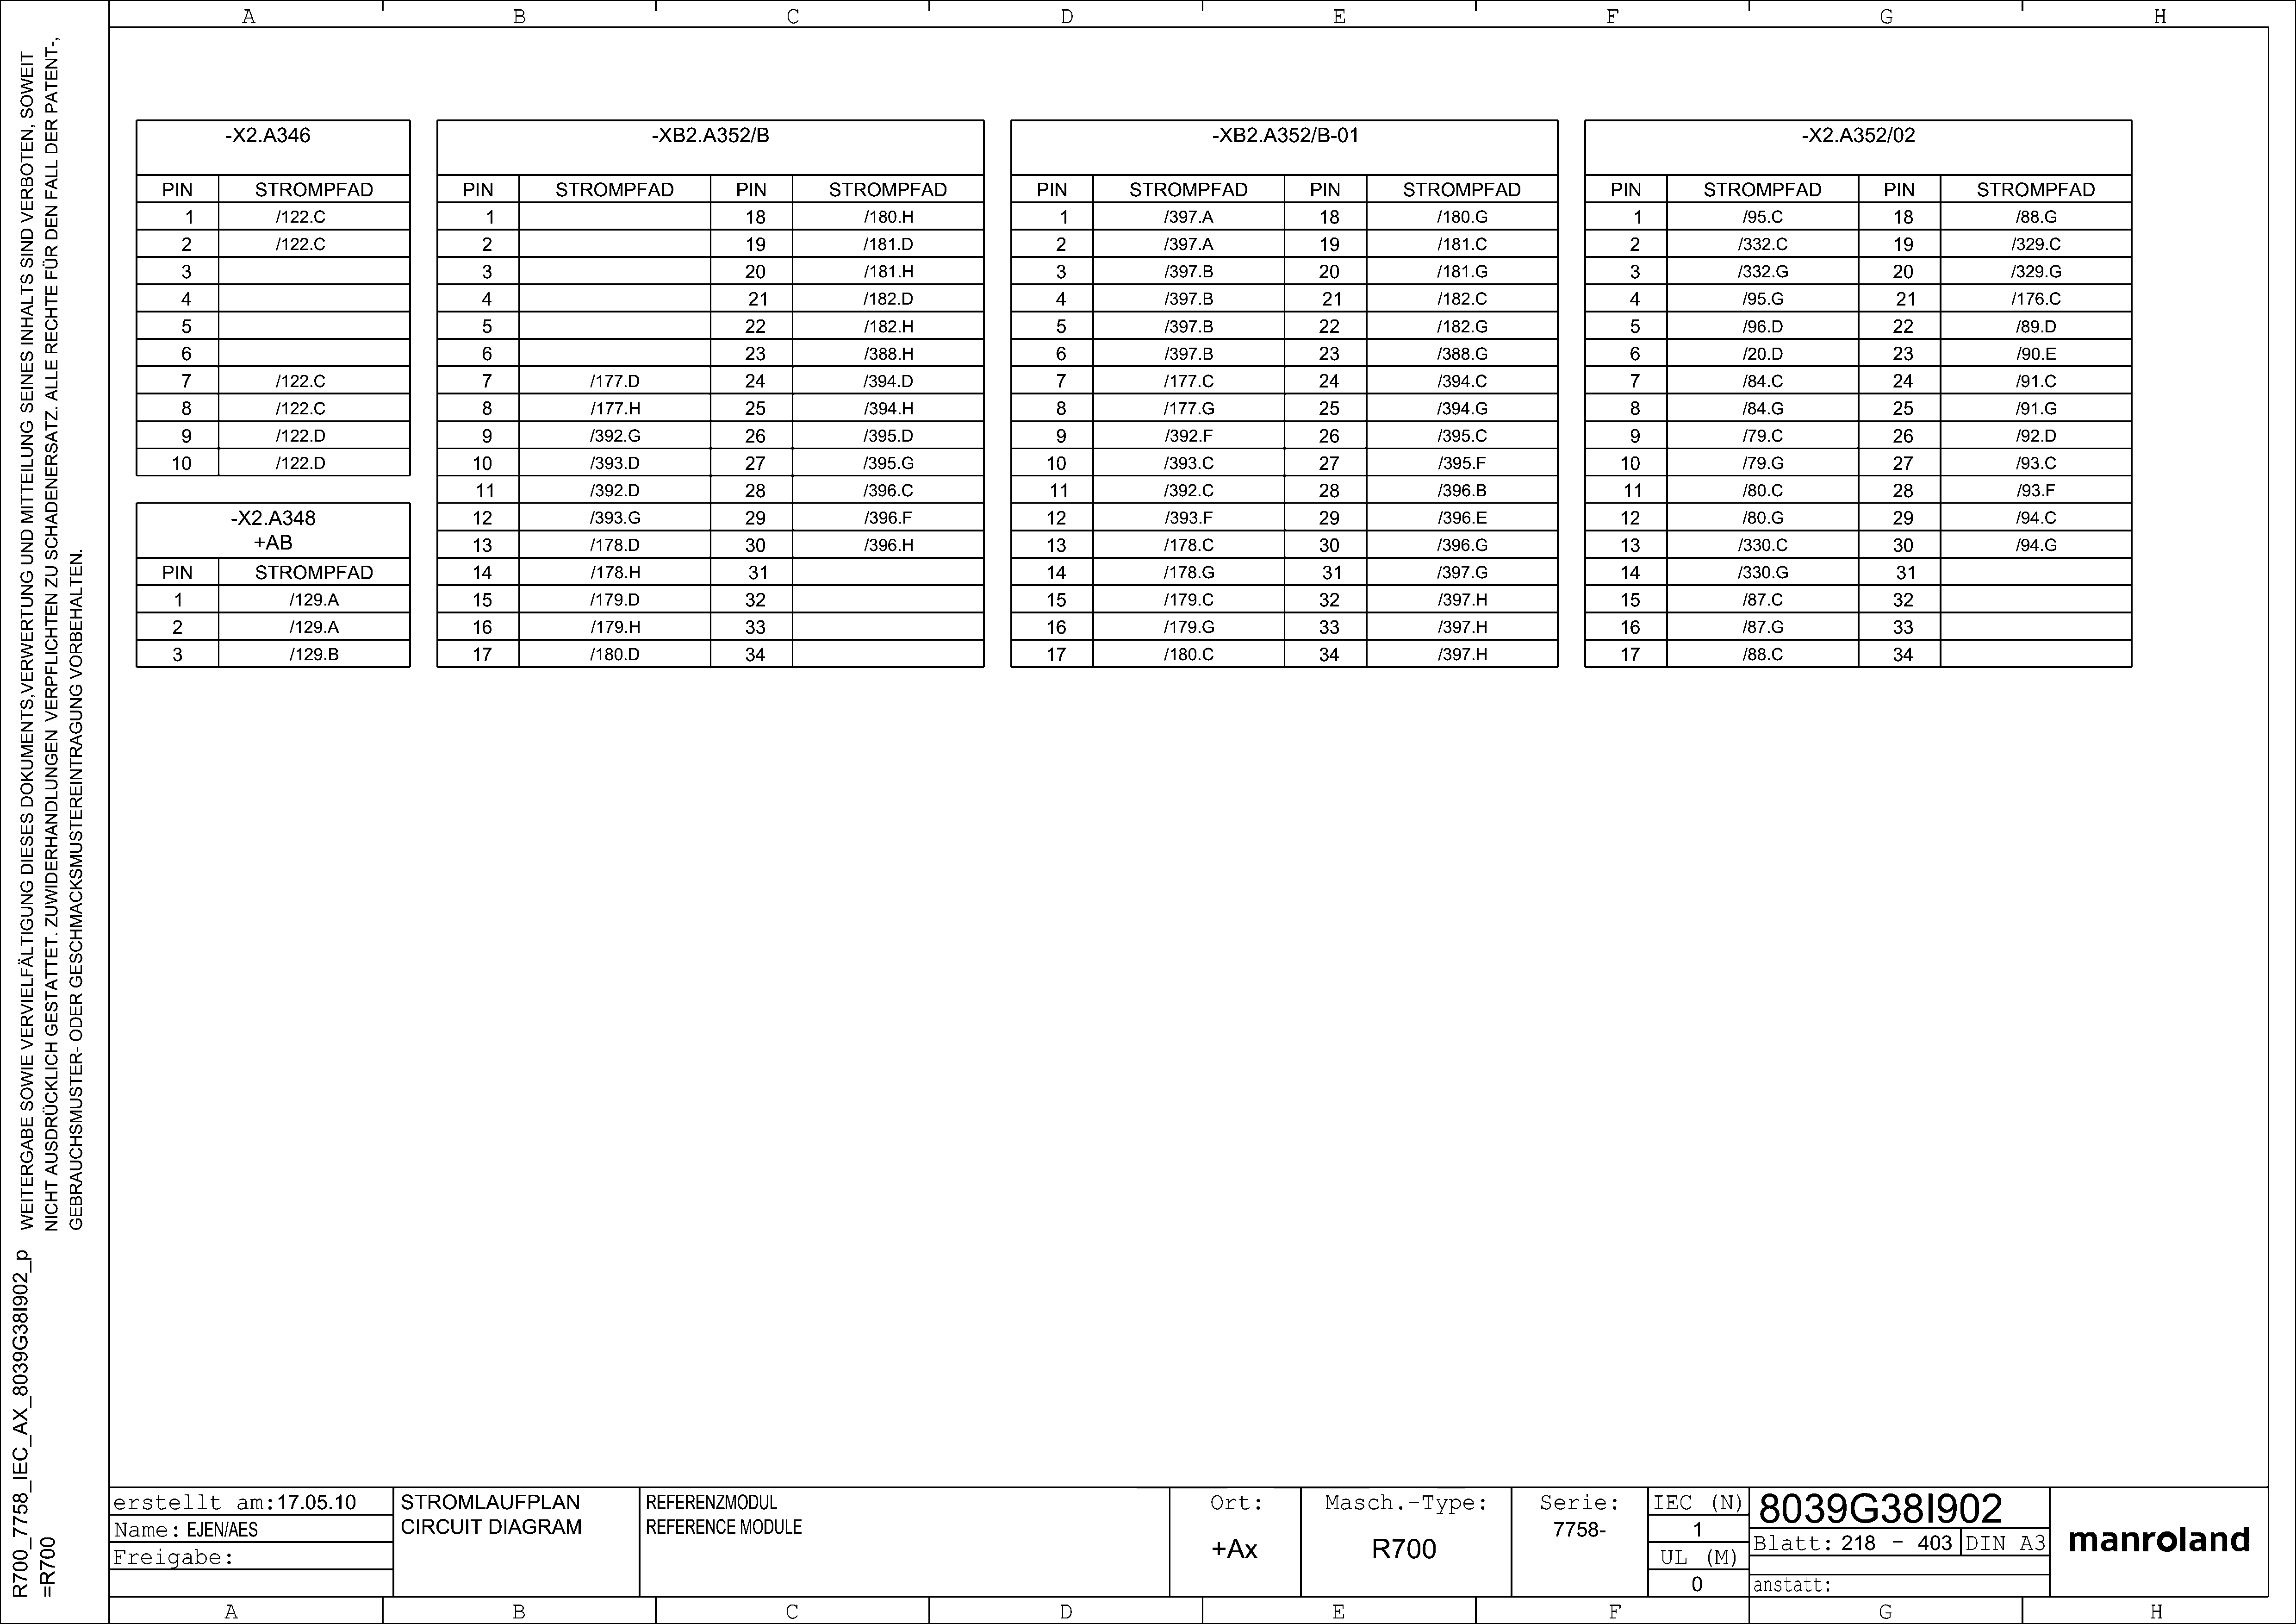 A B C D E F G H
WEITERGABE SOWIE VERVIELFÄLTIGUNG DIESES DOKUMENTS,VERWERTUNG UND MITTEILUNG SEINES INHALTS SIND VERBOTEN, SOWEIT
NICHT AUSDRÜCKLICH GESTATTET. ZUWIDERHANDLUNGEN VERPFLICHTEN ZU SCHADENERSATZ. ALLE RECHTE FÜR DEN FALL DER PATENT-,
GEBRAUCHSMUSTER- ODER GESCHMACKSMUSTEREINTRAGUNG VORBEHALTEN.
R700_7758_IEC_AX_8039G38I902_p
=R700
-X2.A346
PIN STROMPFAD
1 /122.C
2 /122.C
3
4
5
6
7 /122.C
8 /122.C
9 /122.D
10 /122.D
-X2.A348
+AB
PIN STROMPFAD
1 /129.A
2 /129.A
3 /129.B
-XB2.A352/B
PIN STROMPFAD PIN STROMPFAD
1 18 /180.H
2 19 /181.D
3 20 /181.H
4 21 /182.D
5 22 /182.H
6 23 /388.H
7 /177.D 24 /394.D
8 /177.H 25 /394.H
9 /392.G 26 /395.D
10 /393.D 27 /395.G
11 /392.D 28 /396.C
12 /393.G 29 /396.F
13 /178.D 30 /396.H
14 /178.H 31
15 /179.D 32
16 /179.H 33
17 /180.D 34
-XB2.A352/B-01
PIN STROMPFAD PIN STROMPFAD
1 /397.A 18 /180.G
2 /397.A 19 /181.C
3 /397.B 20 /181.G
4 /397.B 21 /182.C
5 /397.B 22 /182.G
6 /397.B 23 /388.G
7 /177.C 24 /394.C
8 /177.G 25 /394.G
9 /392.F 26 /395.C
10 /393.C 27 /395.F
11 /392.C 28 /396.B
12 /393.F 29 /396.E
13 /178.C 30 /396.G
14 /178.G 31 /397.G
15 /179.C 32 /397.H
16 /179.G 33 /397.H
17 /180.C 34 /397.H
-X2.A352/02
PIN STROMPFAD PIN STROMPFAD
1 /95.C 18 /88.G
2 /332.C 19 /329.C
3 /332.G 20 /329.G
4 /95.G 21 /176.C
5 /96.D 22 /89.D
6 /20.D 23 /90.E
7 /84.C 24 /91.C
8 /84.G 25 /91.G
9 /79.C 26 /92.D
10 /79.G 27 /93.C
11 /80.C 28 /93.F
12 /80.G 29 /94.C
13 /330.C 30 /94.G
14 /330.G 31
15 /87.C 32
16 /87.G 33
17 /88.C 34
erstellt am:17.05.10
Name: EJEN/AES
Freigabe:
STROMLAUFPLAN
CIRCUIT DIAGRAM
REFERENZMODUL
REFERENCE MODULE
Ort:
+Ax
Masch.-Type:
R700
Serie:
7758-
IEC (N)
1
UL (M)
0
8039G38I902
Blatt: 218 - 403 DIN A3
anstatt:
manroland
A B C D E F G H